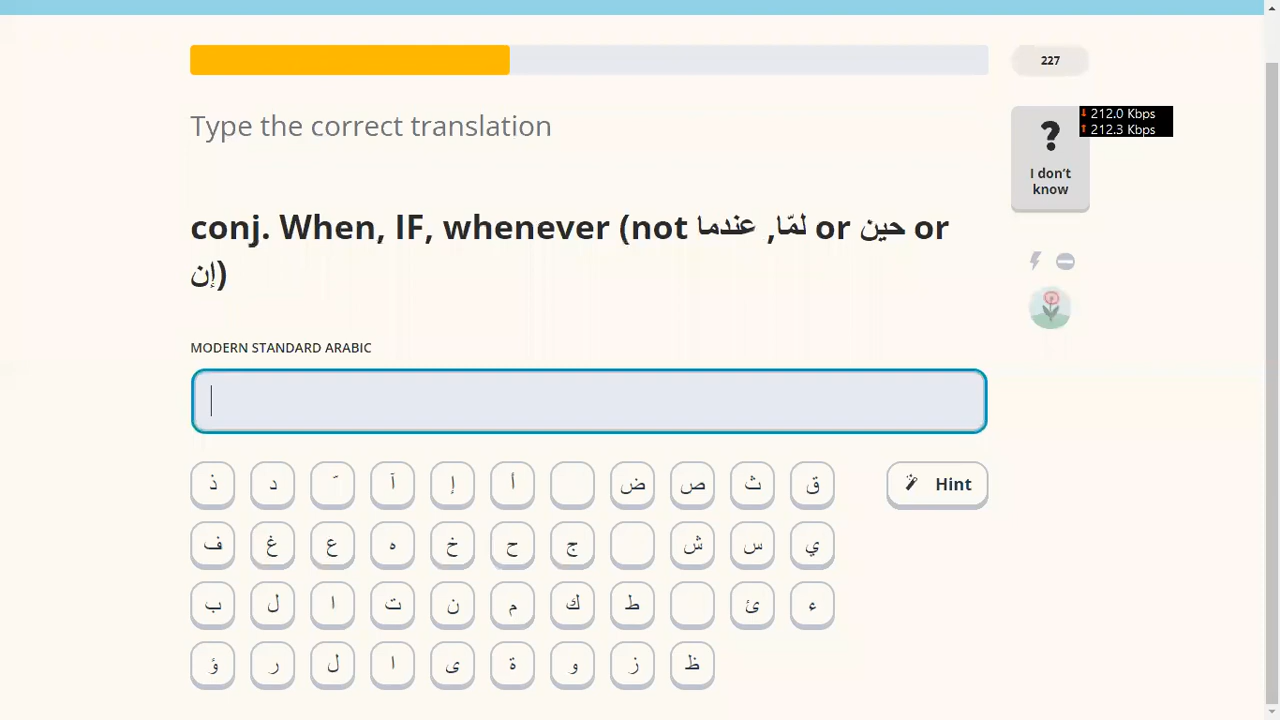 227
Type the correct translation
212.0 Kbps
212.3 Kbps
?
I don't
know
conj. When, IF, whenever (not لمّا, عندما or حين or
إن)
MODERN STANDARD ARABIC
ذ د َ آ إ أ ض ص ث ق
Hint
ف غ ع ه خ ح ج ش س ي
ب ل ا ت ن م ك ط ئ ء
ؤ ر ل ا ى ة و ز ظ